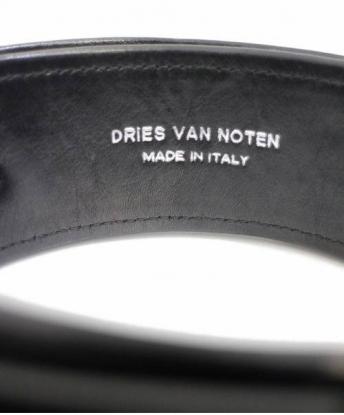 DRIES VAN NOTEN
MADE IN ITALY